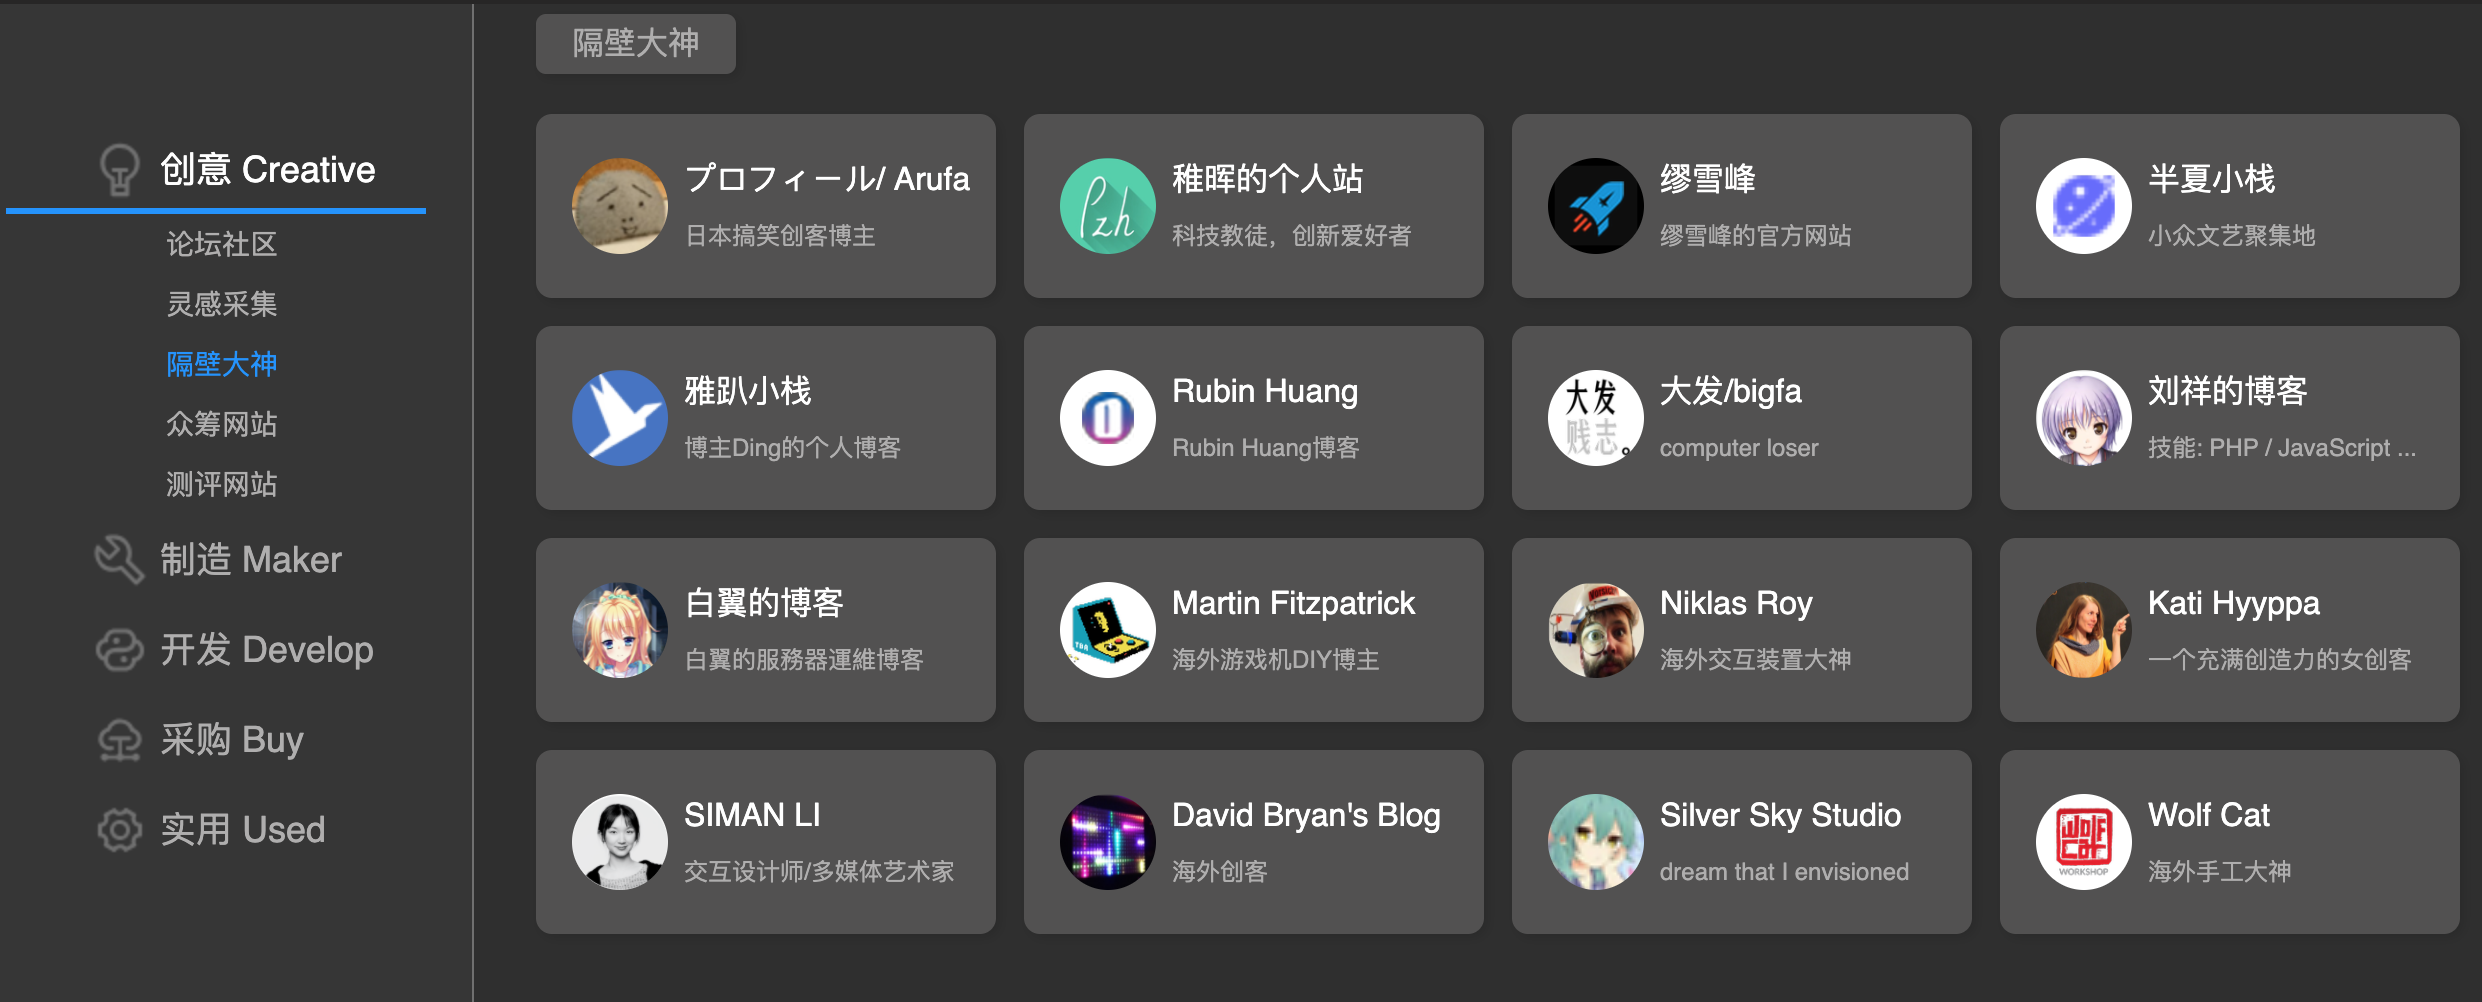 创意 Creative
论坛社区
灵感采集
隔壁大神
众筹网站
测评网站
制造 Maker
开发 Develop
采购 Buy
实用 Used
隔壁大神
プロフィール/ Arufa
日本搞笑创客博主
Pzh
稚晖的个人站
科技教徒，创新爱好者
缪雪峰
缪雪峰的官方网站
半夏小栈
小众文艺聚集地
雅趴小栈
博主Ding的个人博客
Rubin Huang
Rubin Huang博客
大发
贱志。
大发/bigfa
computer loser
刘祥的博客
技能: PHP / JavaScript ...
白翼的博客
白翼的服務器運維博客
Martin Fitzpatrick
海外游戏机DIY博主
Niklas Roy
海外交互装置大神
Kati Hyyppa
一个充满创造力的女创客
SIMAN LI
交互设计师/多媒体艺术家
David Bryan's Blog
海外创客
Silver Sky Studio
dream that I envisioned
Wolf
Cat
WORKSHOP
Wolf Cat
海外手工大神